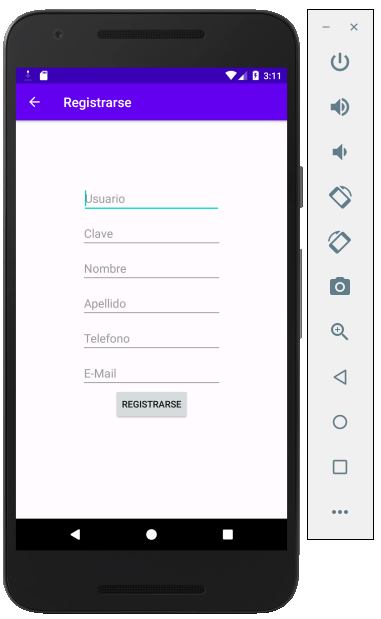 3:11
Registrarse
Usuario
Clave
Nombre
Apellido
Telefono
E-Mail
REGISTRARSE